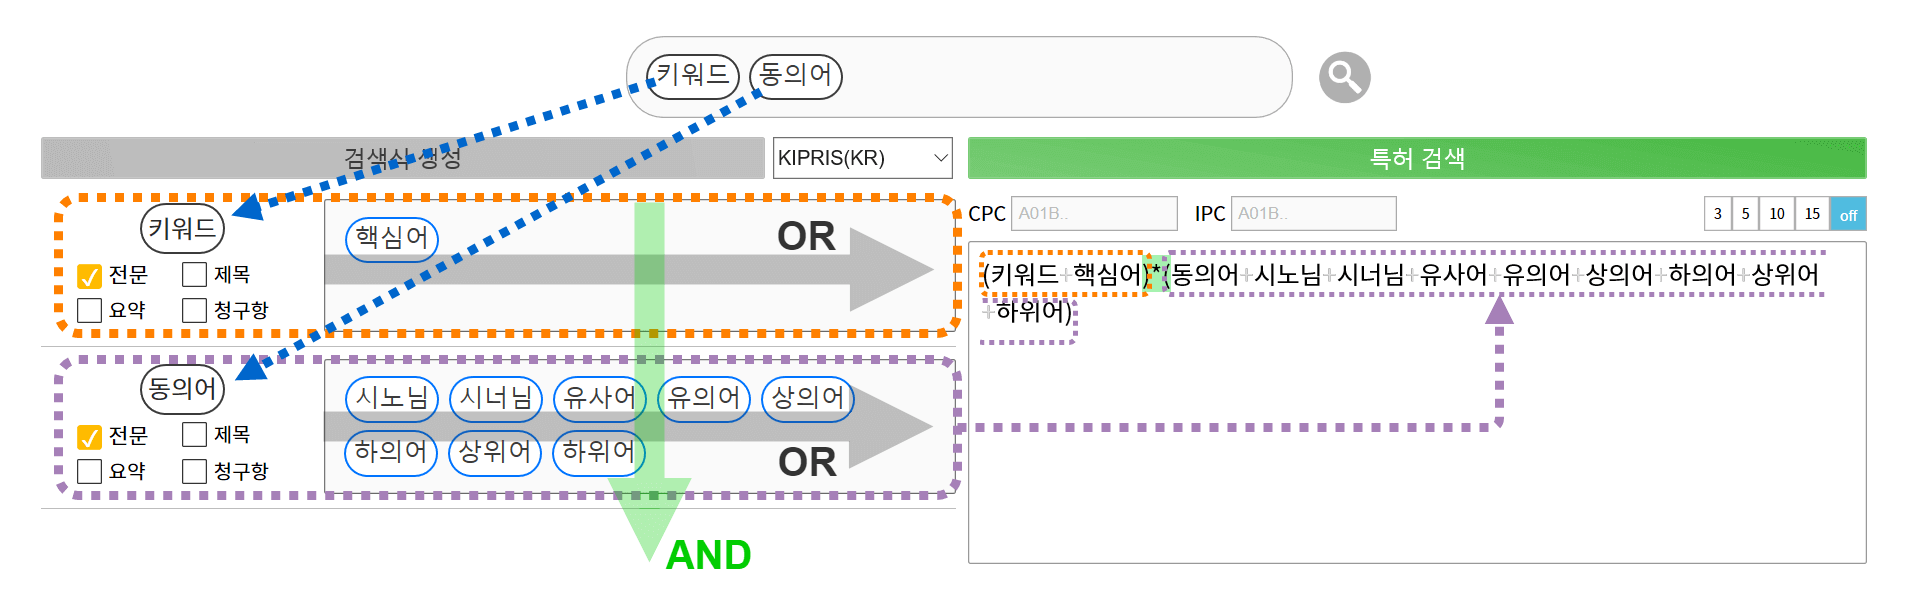 키워드 동의어
검색식 생성 KIPRIS(KR) 특허 검색
키워드
전문 제목
요약 청구항
핵심어
OR
CPC A01B.. IPC A01B.. 3 5 10 15 off
(키워드+핵심어)*(동의어+시노님+시너님+유사어+유의어+상의어+하의어+상위어
+하위어)
동의어
전문 제목
요약 청구항
시노님 시너님 유사어 유의어 상의어
하의어 상위어 하위어
OR
AND